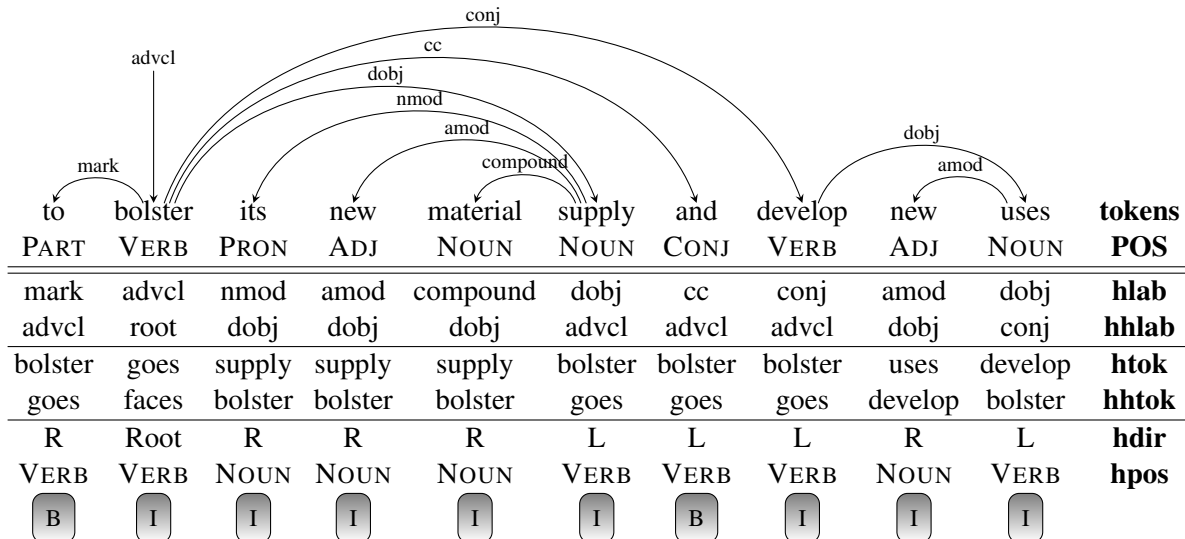 conj
cc
advcl
dobj
nmod
dobj
amod
mark
compound
amod
to bolster its new material supply and develop new uses tokens
PART VERB PRON ADJ NOUN NOUN CONJ VERB ADJ NOUN POS
mark advcl nmod amod compound dobj cc conj amod dobj hlab
advcl root dobj dobj dobj advcl advcl advcl dobj conj hhlab
bolster goes supply supply supply bolster bolster bolster uses develop htok
goes faces bolster bolster bolster goes goes goes develop bolster hhtok
R Root R R R L L L R L hdir
VERB VERB NOUN NOUN NOUN VERB VERB VERB NOUN VERB hpos
B I I I I I B I I I